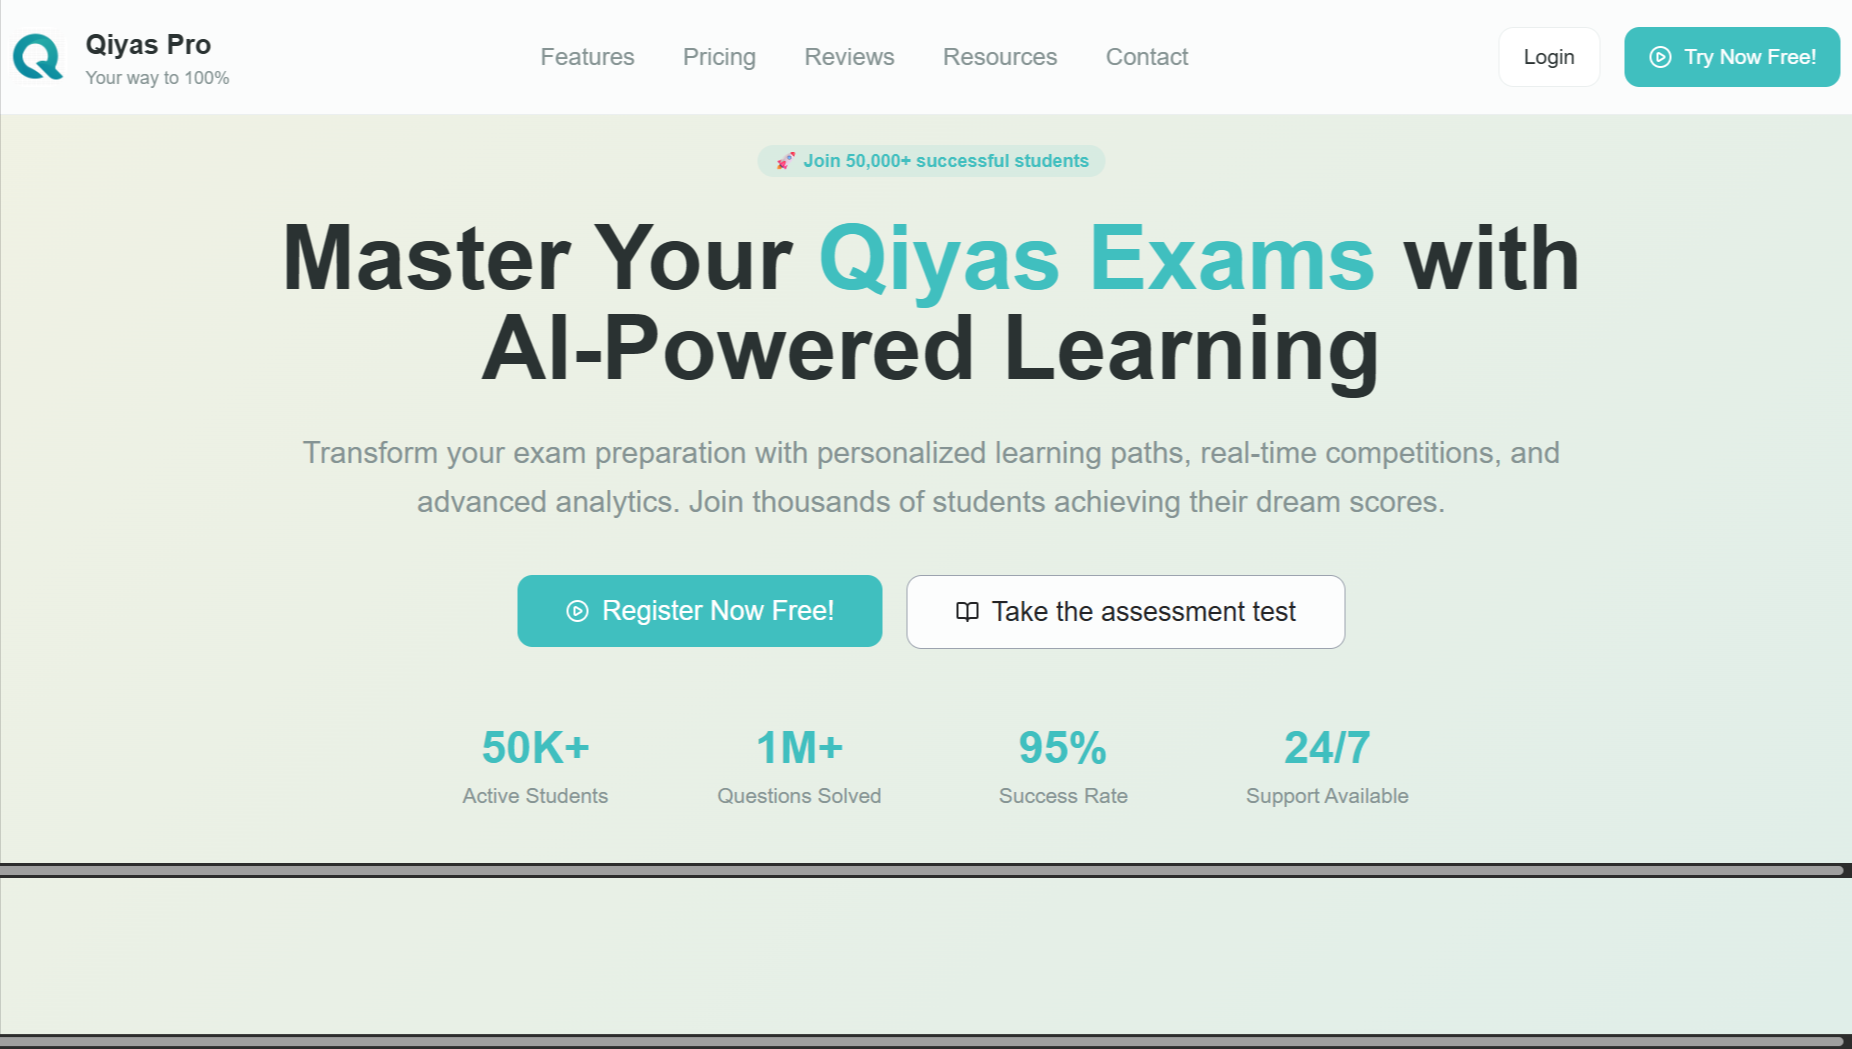 Qiyas Pro
Your way to 100%
Features
Pricing
Reviews
Resources
Contact
Login
Try Now Free!
🚀 Join 50,000+ successful students
Master Your Qiyas Exams with
AI-Powered Learning
Transform your exam preparation with personalized learning paths, real-time competitions, and
advanced analytics. Join thousands of students achieving their dream scores.
Register Now Free!
Take the assessment test
50K+
Active Students
1M+
Questions Solved
95%
Success Rate
24/7
Support Available